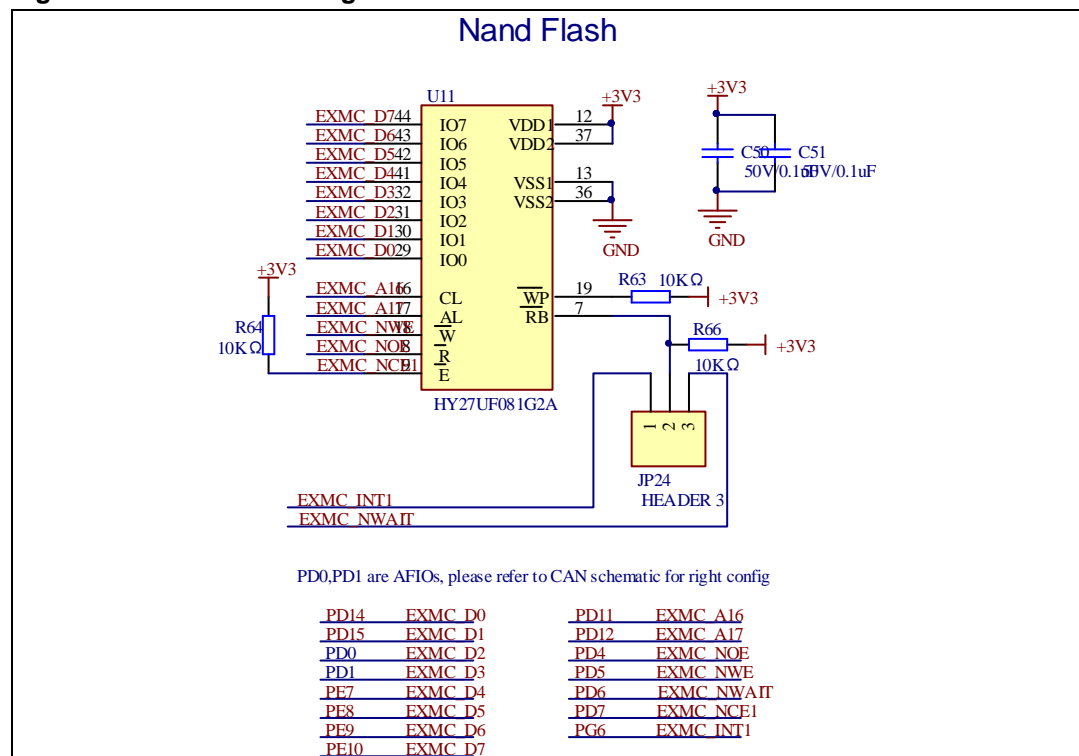 Nand Flash
U11
EXMC_D7 44 IO7 VDD1 12 +3V3
EXMC_D6 43 IO6 VDD2 37
EXMC_D5 42 IO5
EXMC_D4 41 IO4 VSS1 13
EXMC_D3 32 IO3 VSS2 36
EXMC_D2 31 IO2
EXMC_D1 30 IO1
EXMC_D0 29 IO0
GND
+3V3
C50 C51
50V/0.1uF 50V/0.1uF
GND
+3V3
R64
10KΩ
EXMC_A16 16 CL WP 19 R63 10KΩ +3V3
EXMC_A17 17 AL RB 7
EXMC_NWE 18 W
EXMC_NOE 8 R
EXMC_NCE1 9 E
R66
10KΩ
+3V3
HY27UF081G2A
1 2 3
JP24
HEADER 3
EXMC_INT1
EXMC_NWAIT
PD0,PD1 are AFIOs, please refer to CAN schematic for right config
PD14 EXMC_D0 PD11 EXMC_A16
PD15 EXMC_D1 PD12 EXMC_A17
PD0 EXMC_D2 PD4 EXMC_NOE
PD1 EXMC_D3 PD5 EXMC_NWE
PE7 EXMC_D4 PD6 EXMC_NWAIT
PE8 EXMC_D5 PD7 EXMC_NCE1
PE9 EXMC_D6 PG6 EXMC_INT1
PE10 EXMC_D7